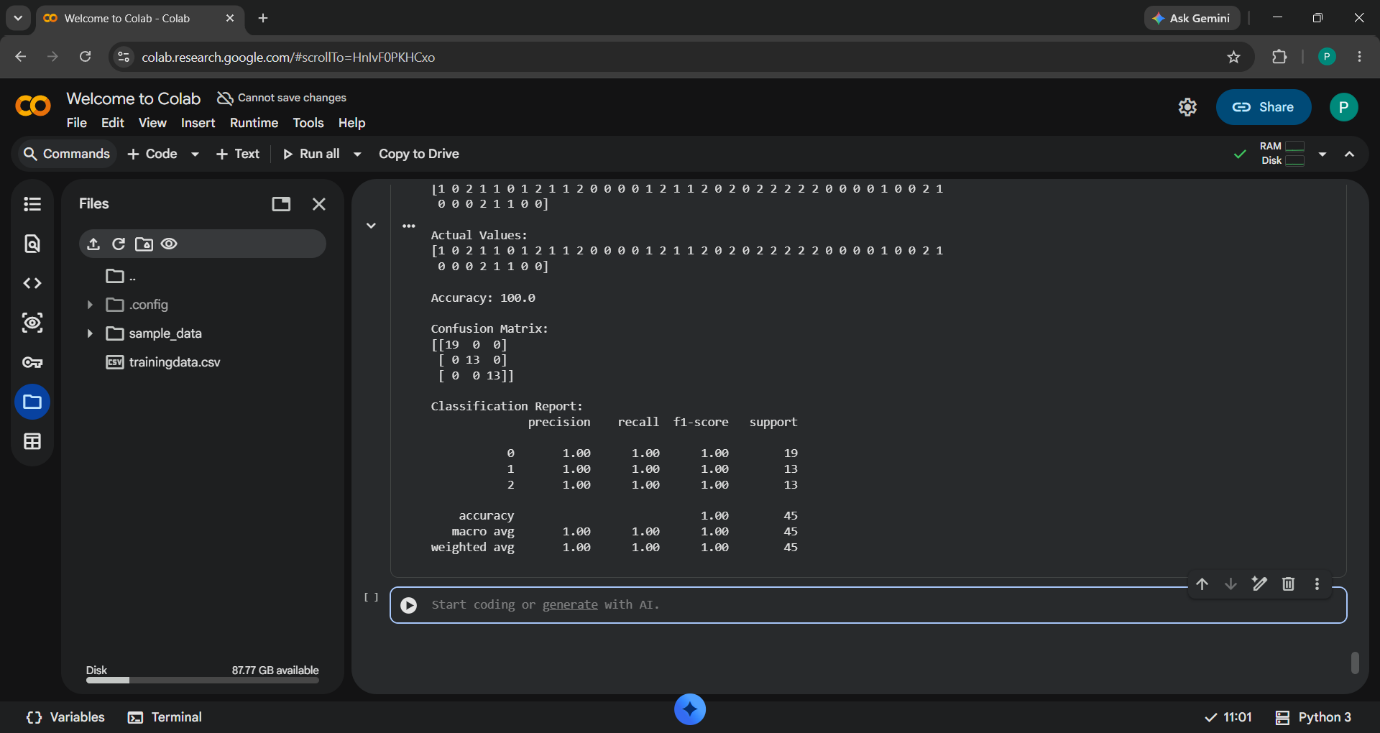 Welcome to Colab - Colab
Ask Gemini
colab.research.google.com/#scrollTo=HnIvF0PKHCxo
P
Welcome to Colab Cannot save changes
File Edit View Insert Runtime Tools Help
Share
P
Commands + Code + Text Run all Copy to Drive
RAM
Disk
Files
..
.config
sample_data
CSV trainingdata.csv
Disk 87.77 GB available
[1 0 2 1 1 0 1 2 1 1 2 0 0 0 0 1 2 1 1 2 0 2 0 2 2 2 2 2 0 0 0 0 1 0 0 2 1
0 0 0 2 1 1 0 0]
Actual Values:
[1 0 2 1 1 0 1 2 1 1 2 0 0 0 0 1 2 1 1 2 0 2 0 2 2 2 2 2 0 0 0 0 1 0 0 2 1
0 0 0 2 1 1 0 0]
Accuracy: 100.0
Confusion Matrix:
[[19 0 0]
[ 0 13 0]
[ 0 0 13]]
Classification Report:
precision recall f1-score support
0 1.00 1.00 1.00 19
1 1.00 1.00 1.00 13
2 1.00 1.00 1.00 13
accuracy 1.00 45
macro avg 1.00 1.00 1.00 45
weighted avg 1.00 1.00 1.00 45
[ ] Start coding or generate with AI.
{} Variables Terminal
11:01 Python 3